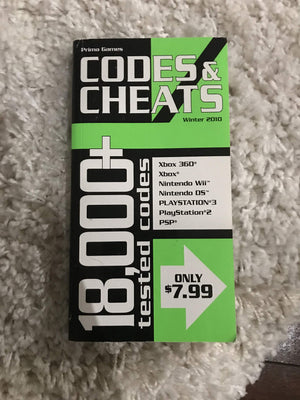 Prima Games
CODES &
CHEATS
Winter 2010
18,000+
tested codes
Xbox 360®
Xbox®
Nintendo Wii™
Nintendo DS™
PLAYSTATION®3
PlayStation®2
PSP®
ONLY
$7.99